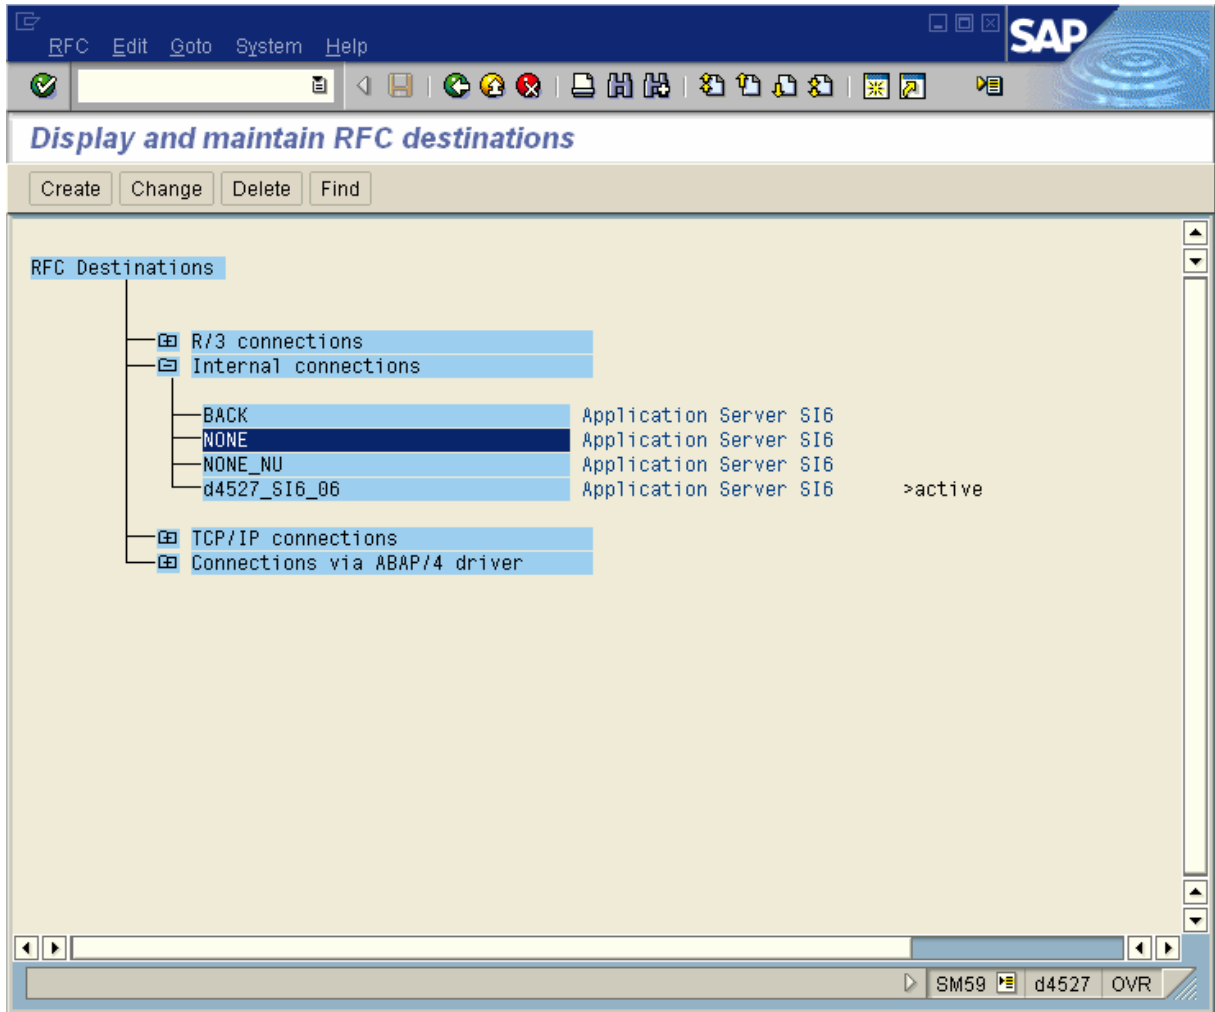 RFC Edit Goto System Help
SAP
Display and maintain RFC destinations
Create Change Delete Find
RFC Destinations
R/3 connections
Internal connections
BACK Application Server SI6
NONE Application Server SI6
NONE_NU Application Server SI6
d4527_SI6_06 Application Server SI6 >active
TCP/IP connections
Connections via ABAP/4 driver
SM59 d4527 OVR